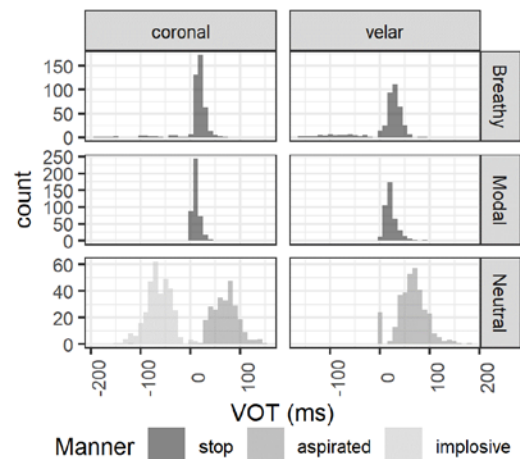 coronal velar
150
100
50
0
Breathy
250
200
150
100
50
0
Modal
count
60
40
20
0
Neutral
-200 -100 0 100 -100 0 100 200
VOT (ms)
Manner stop aspirated implosive